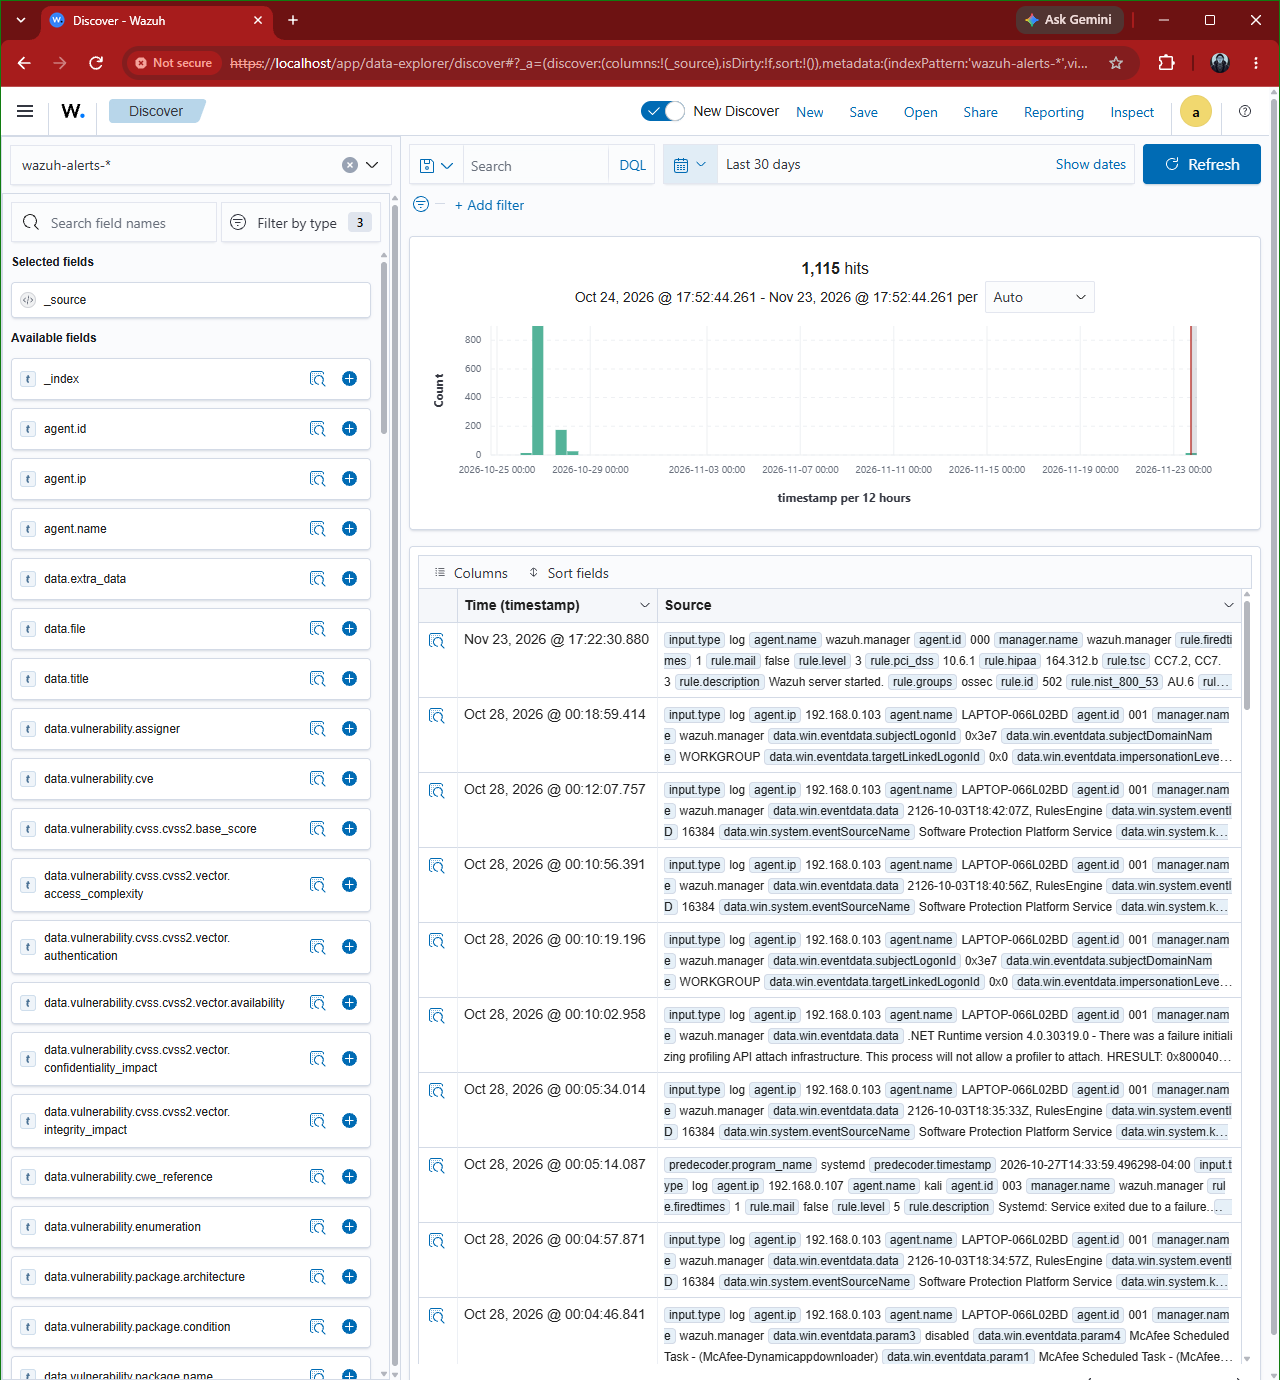 Discover - Wazuh
Ask Gemini
Not secure
https://localhost/app/data-explorer/discover#?_a=(discover:(columns:!(_source),isDirty:!f,sort:!()),metadata:(indexPattern:'wazuh-alerts-*',vi...
W.
Discover
New Discover
New
Save
Open
Share
Reporting
Inspect
a
wazuh-alerts-*
Search
DQL
Last 30 days
Show dates
Refresh
+ Add filter
Search field names
Filter by type 3
Selected fields
_source
Available fields
t _index
t agent.id
t agent.ip
t agent.name
t data.extra_data
t data.file
t data.title
t data.vulnerability.assigner
t data.vulnerability.cve
t data.vulnerability.cvss.cvss2.base_score
t data.vulnerability.cvss.cvss2.vector.
access_complexity
t data.vulnerability.cvss.cvss2.vector.
authentication
t data.vulnerability.cvss.cvss2.vector.availability
t data.vulnerability.cvss.cvss2.vector.
confidentiality_impact
t data.vulnerability.cvss.cvss2.vector.
integrity_impact
t data.vulnerability.cwe_reference
t data.vulnerability.enumeration
t data.vulnerability.package.architecture
t data.vulnerability.package.condition
data.vulnerability.package.name
1,115 hits
Oct 24, 2026 @ 17:52:44.261 - Nov 23, 2026 @ 17:52:44.261 per
Auto
Count
800
600
400
200
0
2026-10-25 00:00
2026-10-29 00:00
2026-11-03 00:00
2026-11-07 00:00
2026-11-11 00:00
2026-11-15 00:00
2026-11-19 00:00
2026-11-23 00:00
timestamp per 12 hours
Columns
Sort fields
Time (timestamp)
Source
Nov 23, 2026 @ 17:22:30.880
input.type log agent.name wazuh.manager agent.id 000 manager.name wazuh.manager rule.firedti
mes 1 rule.mail false rule.level 3 rule.pci_dss 10.6.1 rule.hipaa 164.312.b rule.tsc CC7.2, CC7.
3 rule.description Wazuh server started. rule.groups ossec rule.id 502 rule.nist_800_53 AU.6 rul...
Oct 28, 2026 @ 00:18:59.414
input.type log agent.ip 192.168.0.103 agent.name LAPTOP-066L02BD agent.id 001 manager.nam
e wazuh.manager data.win.eventdata.subjectLogonId 0x3e7 data.win.eventdata.subjectDomainNam
e WORKGROUP data.win.eventdata.targetLinkedLogonId 0x0 data.win.eventdata.impersonationLeve...
Oct 28, 2026 @ 00:12:07.757
input.type log agent.ip 192.168.0.103 agent.name LAPTOP-066L02BD agent.id 001 manager.nam
e wazuh.manager data.win.eventdata.data 2126-10-03T18:42:07Z, RulesEngine data.win.system.eventI
D 16384 data.win.system.eventSourceName Software Protection Platform Service data.win.system.k...
Oct 28, 2026 @ 00:10:56.391
input.type log agent.ip 192.168.0.103 agent.name LAPTOP-066L02BD agent.id 001 manager.nam
e wazuh.manager data.win.eventdata.data 2126-10-03T18:40:56Z, RulesEngine data.win.system.eventI
D 16384 data.win.system.eventSourceName Software Protection Platform Service data.win.system.k...
Oct 28, 2026 @ 00:10:19.196
input.type log agent.ip 192.168.0.103 agent.name LAPTOP-066L02BD agent.id 001 manager.nam
e wazuh.manager data.win.eventdata.subjectLogonId 0x3e7 data.win.eventdata.subjectDomainNam
e WORKGROUP data.win.eventdata.targetLinkedLogonId 0x0 data.win.eventdata.impersonationLeve...
Oct 28, 2026 @ 00:10:02.958
input.type log agent.ip 192.168.0.103 agent.name LAPTOP-066L02BD agent.id 001 manager.nam
e wazuh.manager data.win.eventdata.data .NET Runtime version 4.0.30319.0 - There was a failure initiali
zing profiling API attach infrastructure. This process will not allow a profiler to attach. HRESULT: 0x800040...
Oct 28, 2026 @ 00:05:34.014
input.type log agent.ip 192.168.0.103 agent.name LAPTOP-066L02BD agent.id 001 manager.nam
e wazuh.manager data.win.eventdata.data 2126-10-03T18:35:33Z, RulesEngine data.win.system.eventI
D 16384 data.win.system.eventSourceName Software Protection Platform Service data.win.system.k...
Oct 28, 2026 @ 00:05:14.087
predecoder.program_name systemd predecoder.timestamp 2026-10-27T14:33:59.496298-04:00 input.t
ype log agent.ip 192.168.0.107 agent.name kali agent.id 003 manager.name wazuh.manager rul
e.firedtimes 1 rule.mail false rule.level 5 rule.description Systemd: Service exited due to a failure....
Oct 28, 2026 @ 00:04:57.871
input.type log agent.ip 192.168.0.103 agent.name LAPTOP-066L02BD agent.id 001 manager.nam
e wazuh.manager data.win.eventdata.data 2126-10-03T18:34:57Z, RulesEngine data.win.system.eventI
D 16384 data.win.system.eventSourceName Software Protection Platform Service data.win.system.k...
Oct 28, 2026 @ 00:04:46.841
input.type log agent.ip 192.168.0.103 agent.name LAPTOP-066L02BD agent.id 001 manager.nam
e wazuh.manager data.win.eventdata.param3 disabled data.win.eventdata.param4 McAfee Scheduled
Task - (McAfee-Dynamicappdownloader) data.win.eventdata.param1 McAfee Scheduled Task - (McAfee...